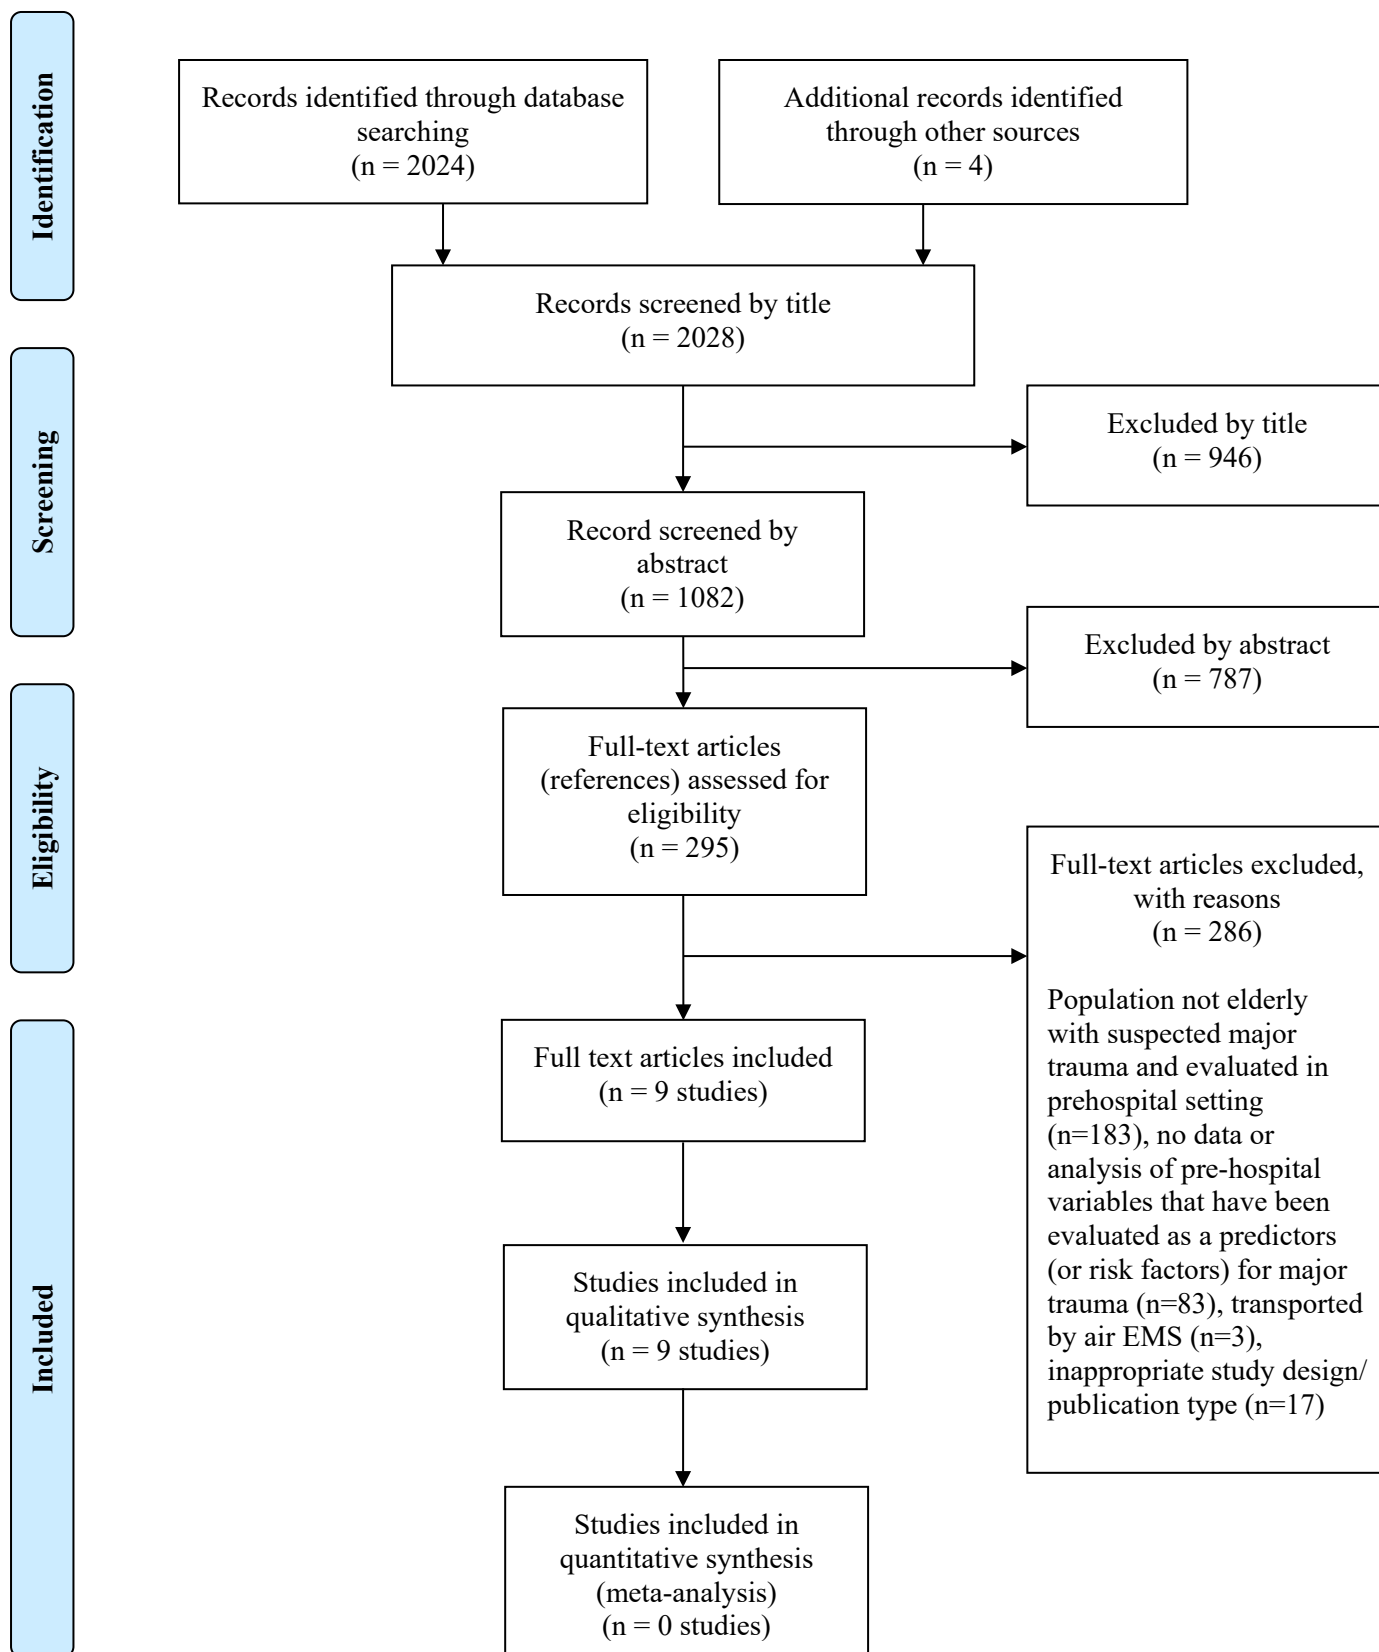 Identification
Records identified through database
searching
(n = 2024)
Additional records identified
through other sources
(n = 4)
Records screened by title
(n = 2028)
Screening
Excluded by title
(n = 946)
Record screened by
abstract
(n = 1082)
Excluded by abstract
(n = 787)
Eligibility
Full-text articles
(references) assessed for
eligibility
(n = 295)
Full-text articles excluded,
with reasons
(n = 286)
Population not elderly
with suspected major
trauma and evaluated in
prehospital setting
(n=183), no data or
analysis of pre-hospital
variables that have been
evaluated as a predictors
(or risk factors) for major
trauma (n=83), transported
by air EMS (n=3),
inappropriate study design/
publication type (n=17)
Included
Full text articles included
(n = 9 studies)
Studies included in
qualitative synthesis
(n = 9 studies)
Studies included in
quantitative synthesis
(meta-analysis)
(n = 0 studies)